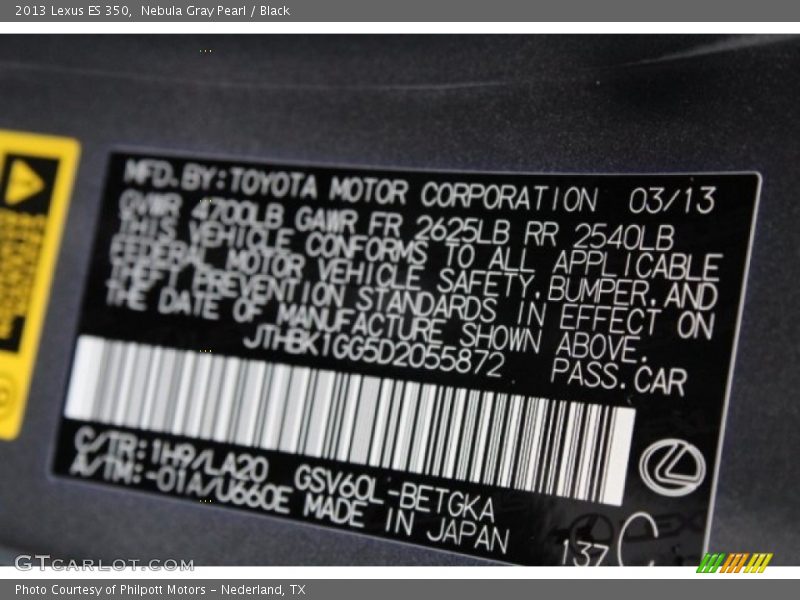 2013 Lexus ES 350, Nebula Gray Pearl / Black
MFD. BY: TOYOTA MOTOR CORPORATION 03/13
GVWR 4700LB GAWR FR 2625LB RR 2540LB
THIS VEHICLE CONFORMS TO ALL APPLICABLE
FEDERAL MOTOR VEHICLE SAFETY, BUMPER, AND
THEFT PREVENTION STANDARDS IN EFFECT ON
THE DATE OF MANUFACTURE SHOWN ABOVE.
JTHBK1GG5D2055872 PASS. CAR
C/TR: 1H9/LA20 GSV60L-BETGKA
A/TM: -01A/U660E MADE IN JAPAN
137 C
GTcarlot.com
Photo Courtesy of Philpott Motors - Nederland, TX